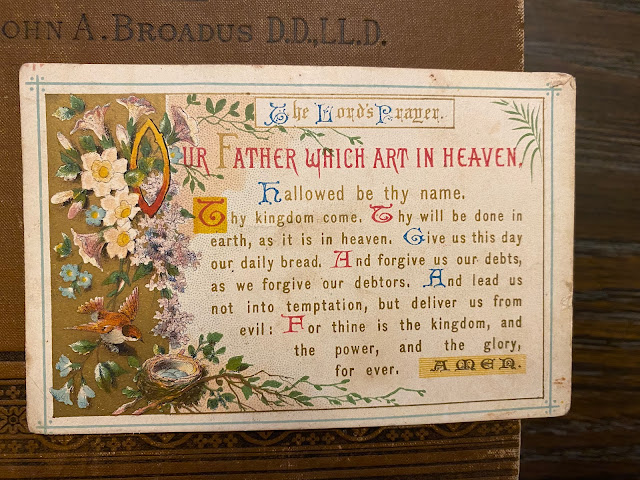 OHN A. BROADUS D.D., LL.D.
The Lord's Prayer.
OUR FATHER WHICH ART IN HEAVEN,
Hallowed be thy name.
Thy kingdom come. Thy will be done in
earth, as it is in heaven. Give us this day
our daily bread. And forgive us our debts,
as we forgive our debtors. And lead us
not into temptation, but deliver us from
evil: For thine is the kingdom, and
the power, and the glory,
for ever. AMEN.